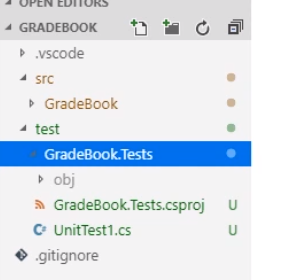 OPEN EDITORS
GRADEBOOK
.vscode
src
GradeBook
test
GradeBook.Tests
obj
GradeBook.Tests.csproj U
C# UnitTest1.cs U
.gitignore